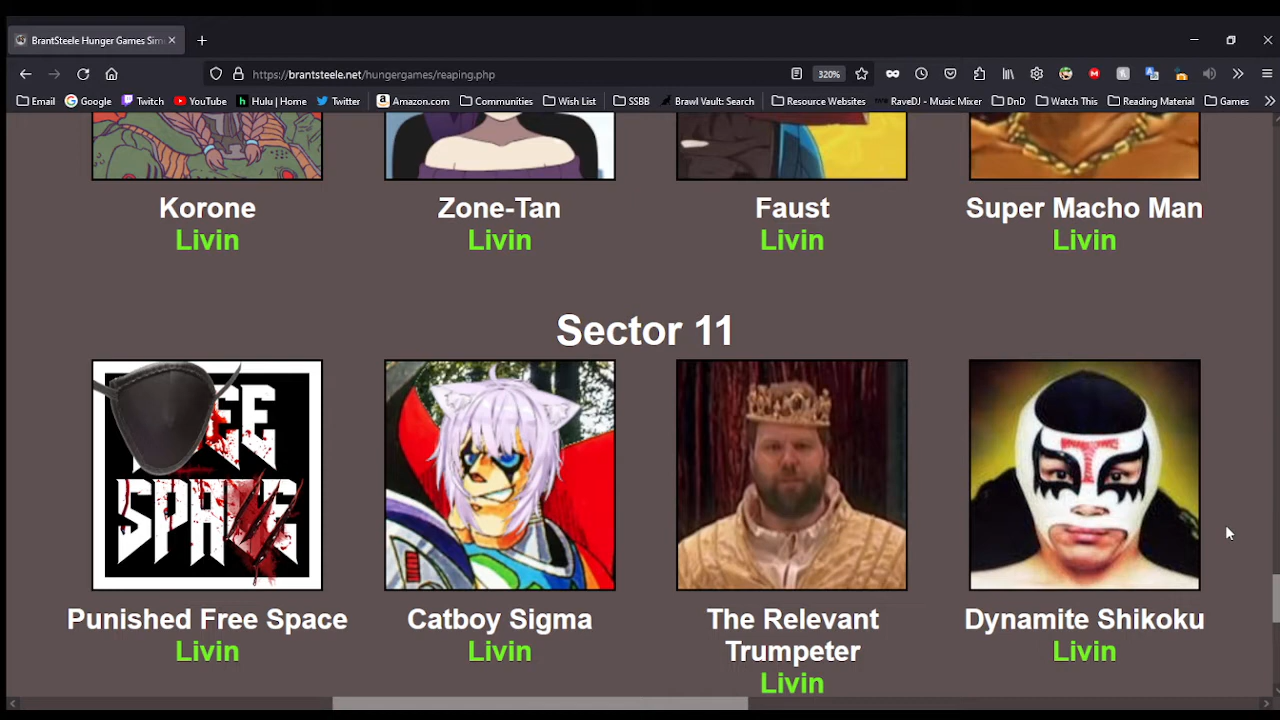 BrantSteele Hunger Games Sim
https://brantsteele.net/hungergames/reaping.php
320%
Email
Google
Twitch
YouTube
Hulu | Home
Twitter
Amazon.com
Communities
Wish List
SSBB
Brawl Vault: Search
Resource Websites
RaveDJ - Music Mixer
DnD
Watch This
Reading Material
Games
Korone
Zone-Tan
Faust
Super Macho Man
Livin
Livin
Livin
Livin
Sector 11
SPACE
Punished Free Space
Catboy Sigma
The Relevant
Trumpeter
Dynamite Shikoku
Livin
Livin
Livin
Livin